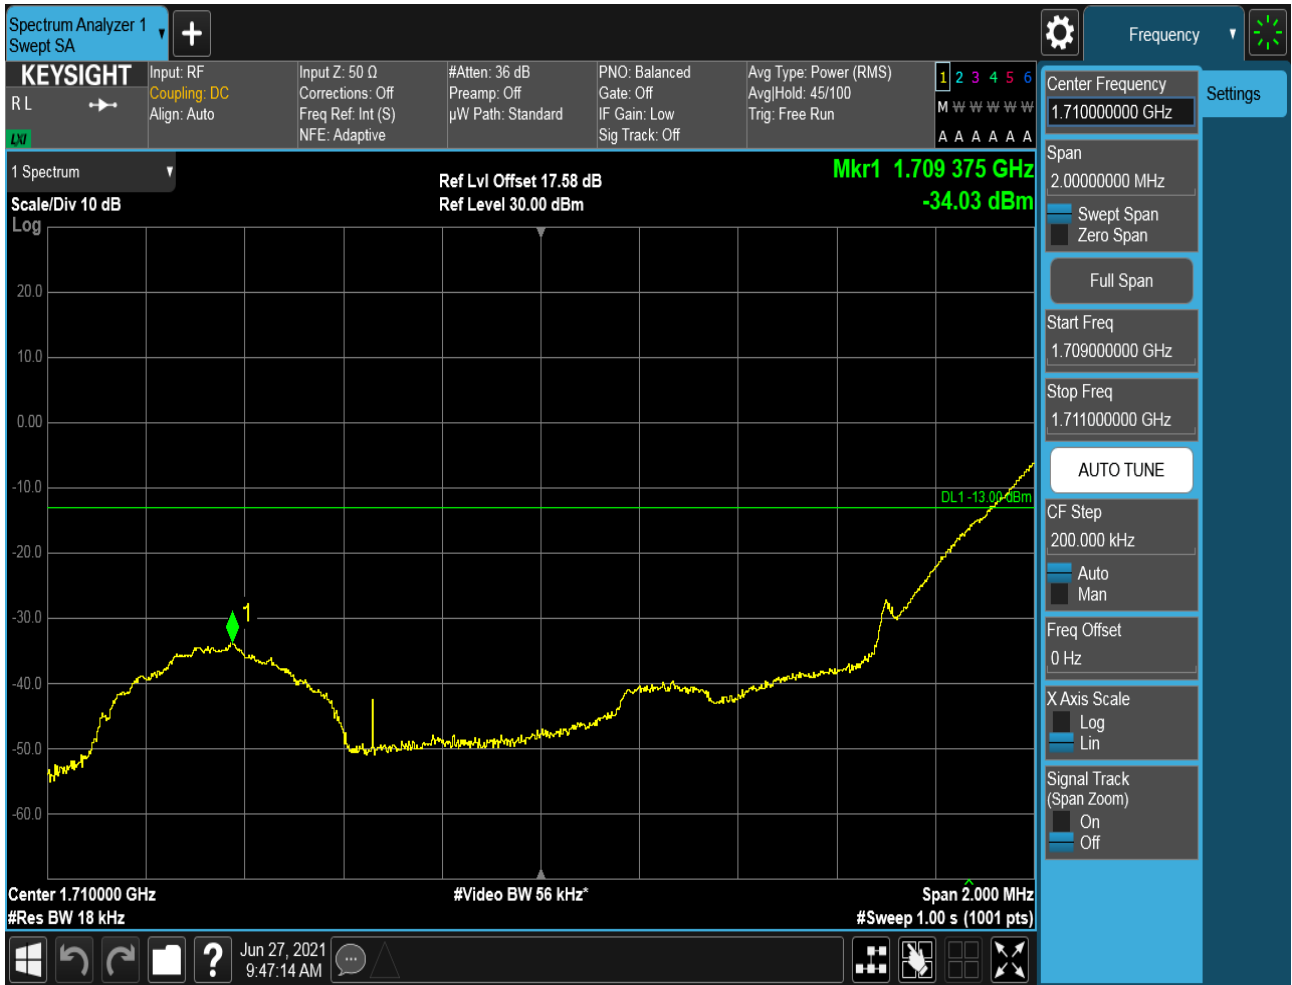 Spectrum Analyzer 1
Swept SA
Frequency
KEYSIGHT
R L
LXI
Input: RF
Coupling: DC
Align: Auto
Input Z: 50 Ω
Corrections: Off
Freq Ref: Int (S)
NFE: Adaptive
#Atten: 36 dB
Preamp: Off
µW Path: Standard
PNO: Balanced
Gate: Off
IF Gain: Low
Sig Track: Off
Avg Type: Power (RMS)
Avg|Hold: 45/100
Trig: Free Run
1 2 3 4 5 6
M W W W W W
A A A A A A
1 Spectrum
Scale/Div 10 dB
Log
Ref Lvl Offset 17.58 dB
Ref Level 30.00 dBm
Mkr1 1.709 375 GHz
-34.03 dBm
20.0
10.0
0.00
-10.0
-20.0
-30.0
-40.0
-50.0
-60.0
DL1 -13.00 dBm
1
Center 1.710000 GHz
#Res BW 18 kHz
#Video BW 56 kHz*
Span 2.000 MHz
#Sweep 1.00 s (1001 pts)
Jun 27, 2021
9:47:14 AM
Center Frequency
1.710000000 GHz
Settings
Span
2.00000000 MHz
Swept Span
Zero Span
Full Span
Start Freq
1.709000000 GHz
Stop Freq
1.711000000 GHz
AUTO TUNE
CF Step
200.000 kHz
Auto
Man
Freq Offset
0 Hz
X Axis Scale
Log
Lin
Signal Track
(Span Zoom)
On
Off